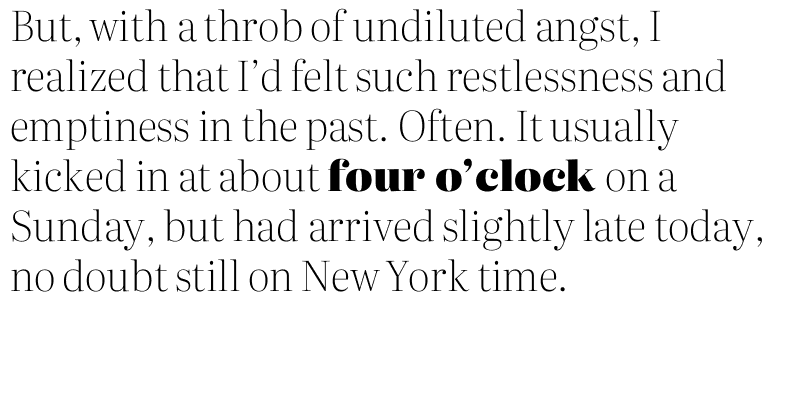 But, with a throb of undiluted angst, I
realized that I’d felt such restlessness and
emptiness in the past. Often. It usually
kicked in at about four o’clock on a
Sunday, but had arrived slightly late today,
no doubt still on New York time.